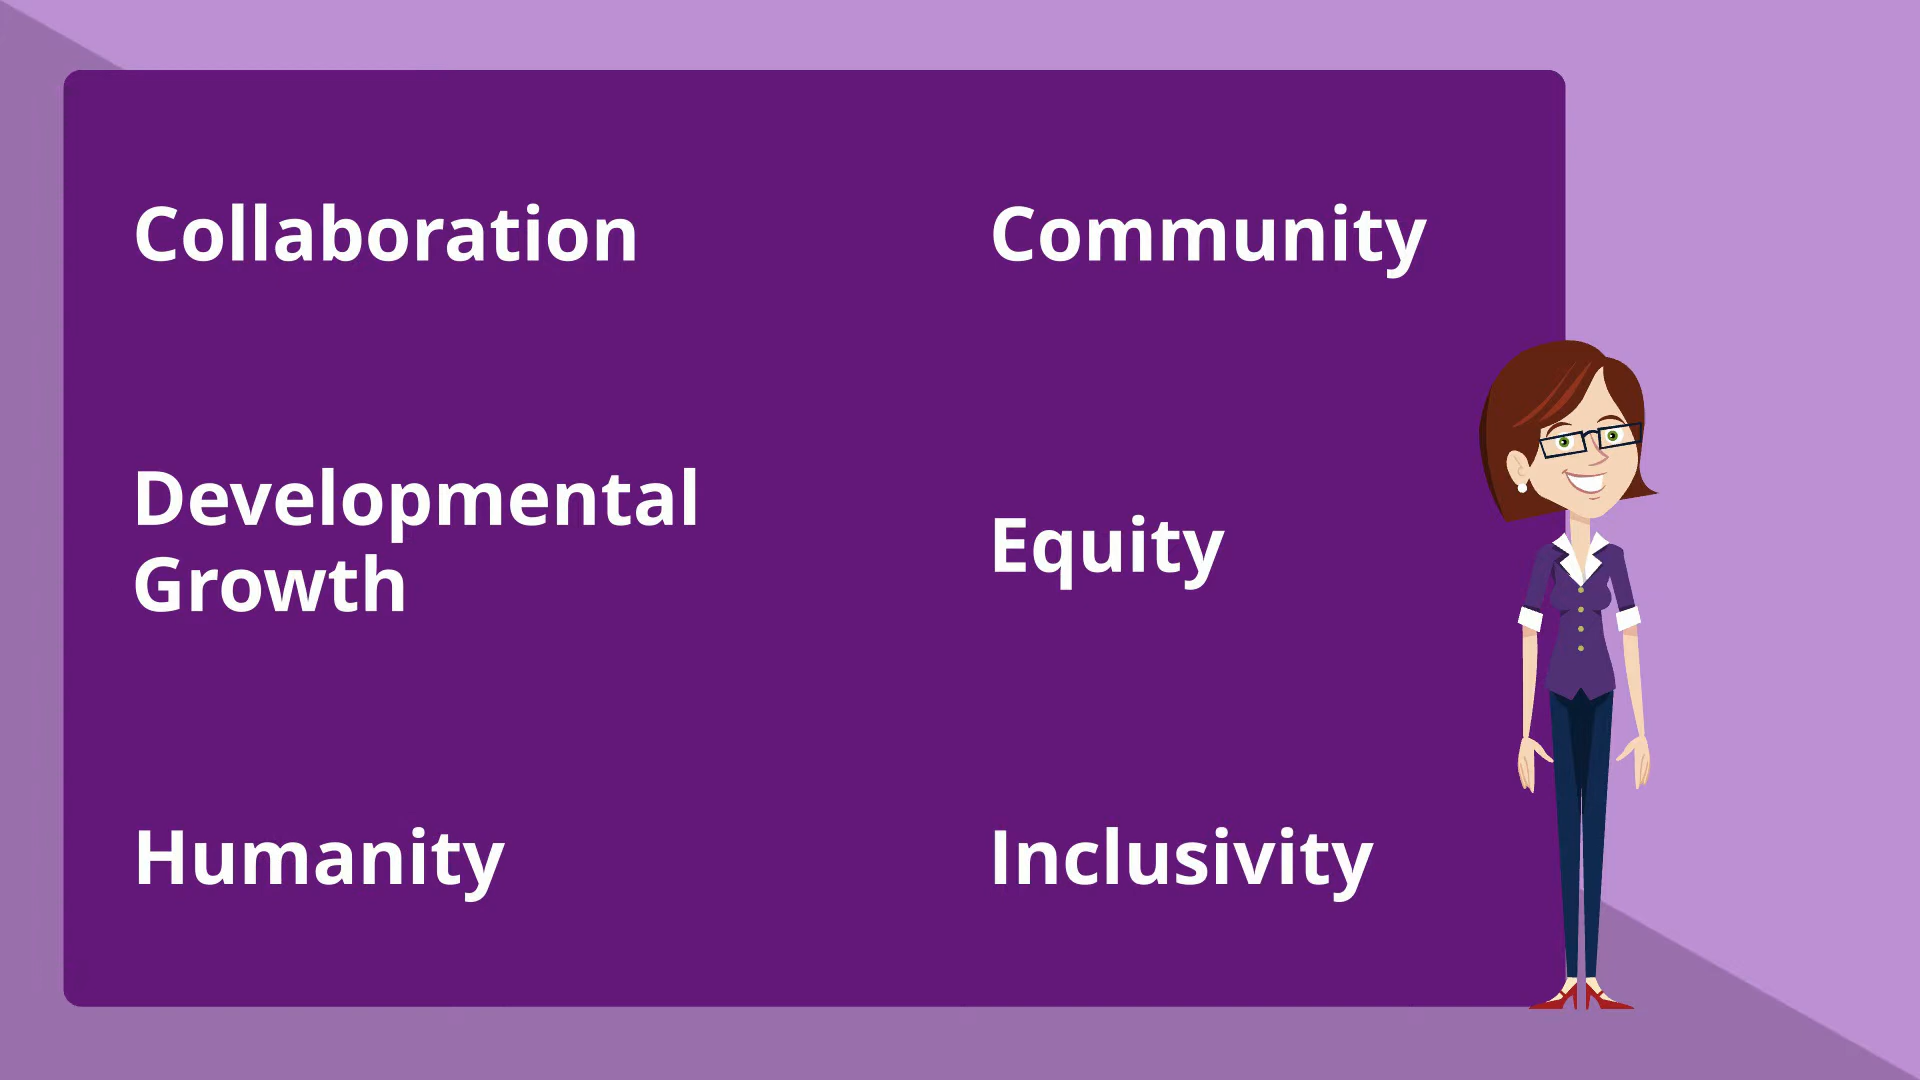 Collaboration
Community
Developmental
Growth
Equity
Humanity
Inclusivity